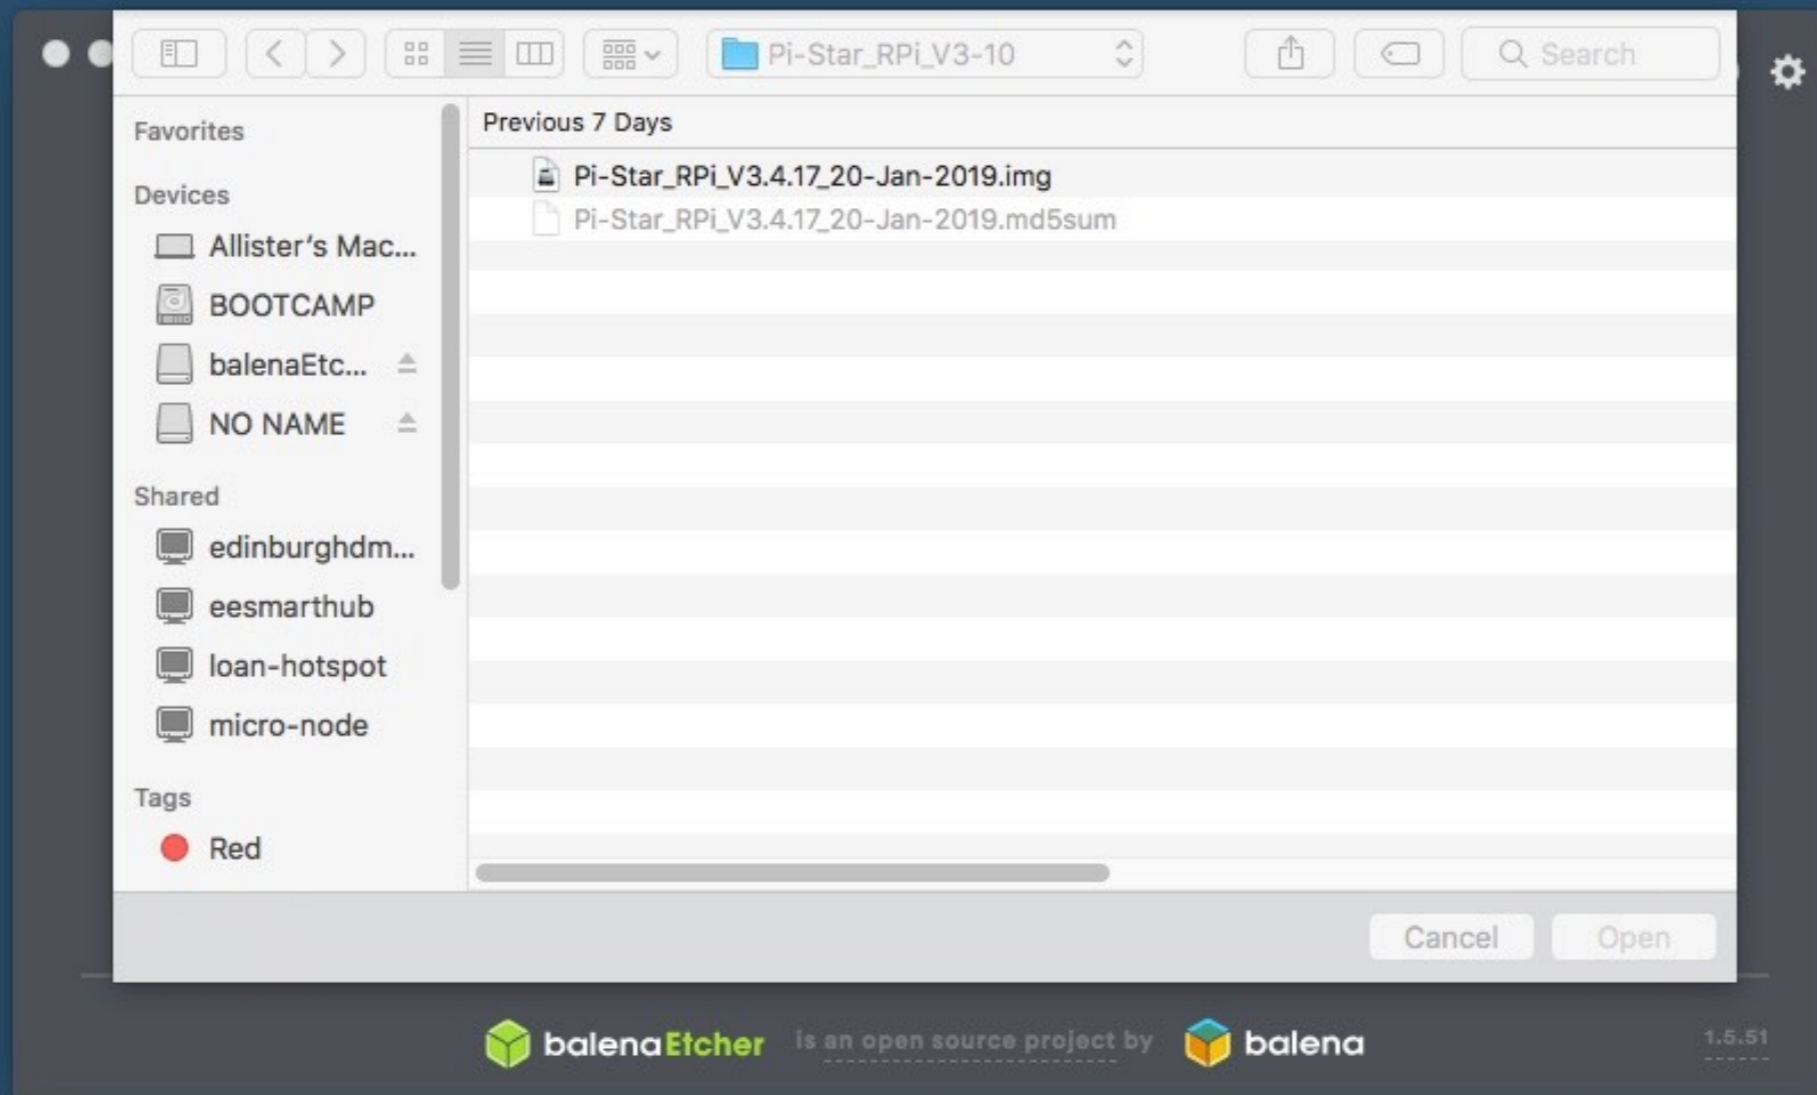 Pi-Star_RPi_V3-10
Search
Favorites
Devices
Allister’s Mac...
BOOTCAMP
balenaEtc...
NO NAME
Shared
edinburghdm...
eesmarthub
loan-hotspot
micro-node
Tags
Red
Previous 7 Days
Pi-Star_RPi_V3.4.17_20-Jan-2019.img
Pi-Star_RPi_V3.4.17_20-Jan-2019.md5sum
Cancel
Open
balenaEtcher is an open source project by balena
1.5.51